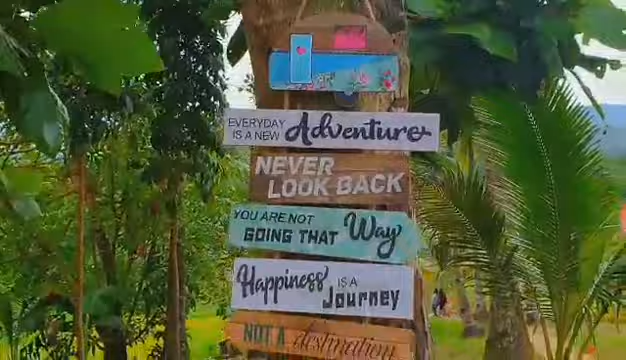 EVERYDAY
IS A NEW Adventure
NEVER
LOOK BACK
YOU ARE NOT
GOING THAT Way
Happiness IS A
Journey
NOT A destination